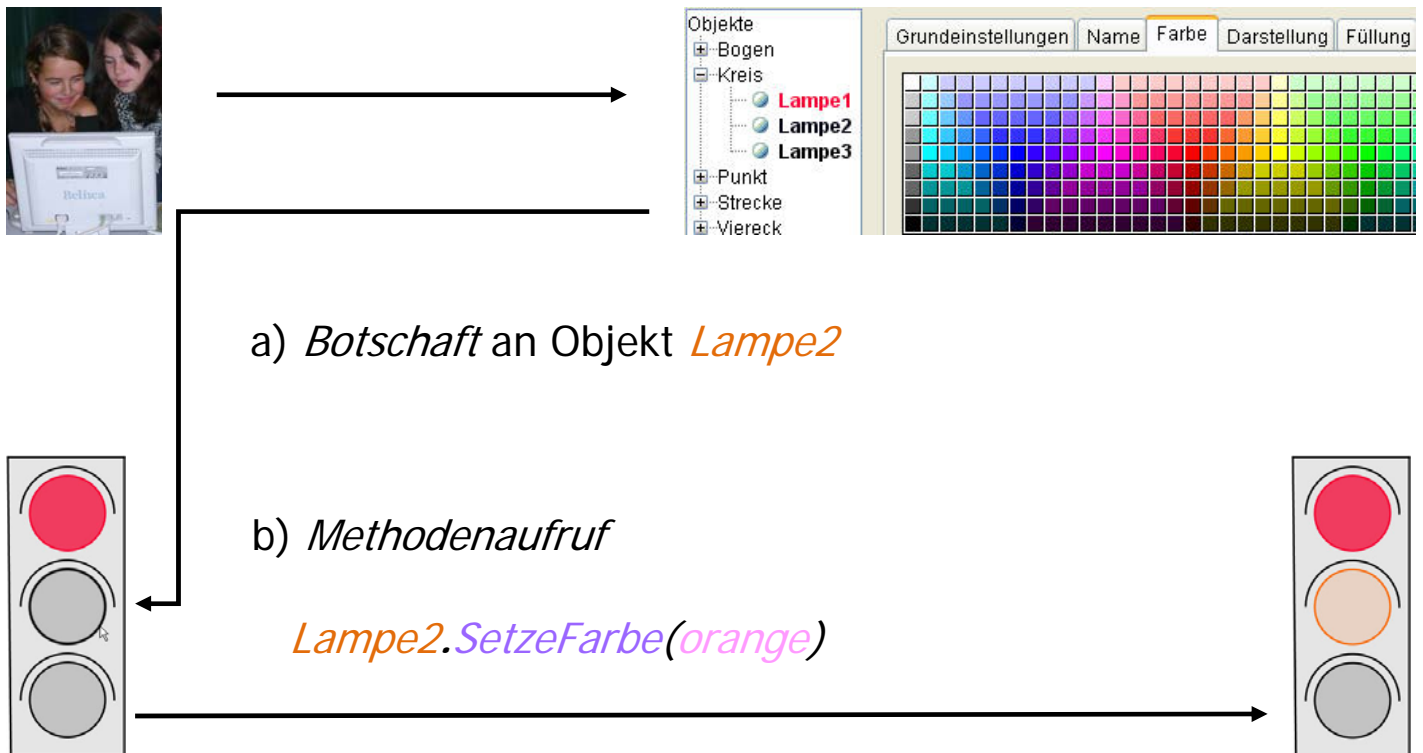 Objekte
Bogen
Kreis
Lampe1
Lampe2
Lampe3
Punkt
Strecke
Viereck
Grundeinstellungen Name Farbe Darstellung Füllung
Belinea
a) Botschaft an Objekt Lampe2
b) Methodenaufruf
Lampe2.SetzeFarbe(orange)